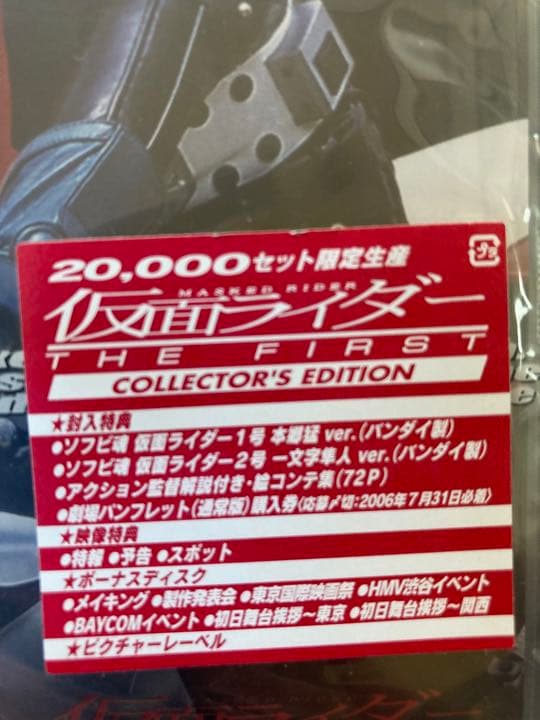 20,000セット限定生産
プラ
MASKED RIDER
仮面ライダー
THE FIRST
COLLECTOR'S EDITION
★封入特典
●ソフビ魂 仮面ライダー1号 本郷猛 ver.(バンダイ製)
●ソフビ魂 仮面ライダー2号 一文字隼人 ver.(バンダイ製)
●アクション監督解説付き・絵コンテ集(72P)
●劇場パンフレット(通常版)購入券〈応募〆切:2006年7月31日必着〉
★映像特典
●特報 ●予告 ●スポット
★ボーナスディスク
●メイキング ●製作発表会 ●東京国際映画祭 ●HMV渋谷イベント
●BAYCOMイベント ●初日舞台挨拶～東京 ●初日舞台挨拶～関西
★ピクチャーレーベル
仮面ライダー